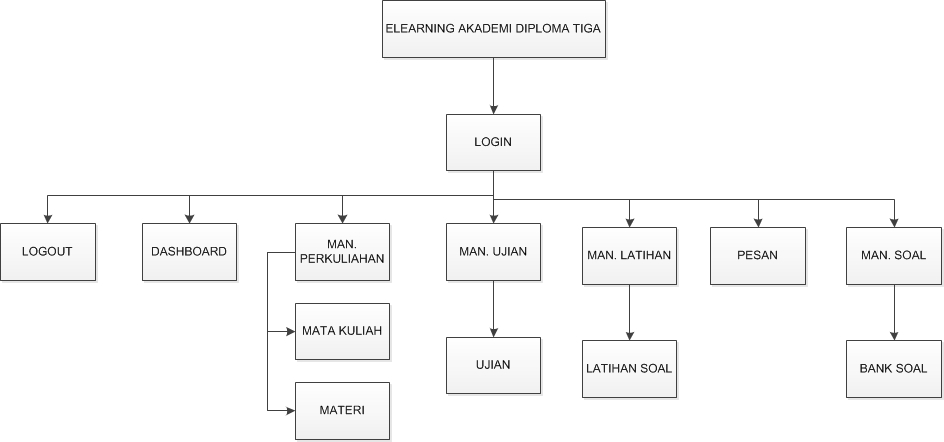 ELEARNING AKADEMI DIPLOMA TIGA
LOGIN
LOGOUT
DASHBOARD
MAN.
PERKULIAHAN
MAN. UJIAN
MAN. LATIHAN
PESAN
MAN. SOAL
MATA KULIAH
UJIAN
LATIHAN SOAL
BANK SOAL
MATERI